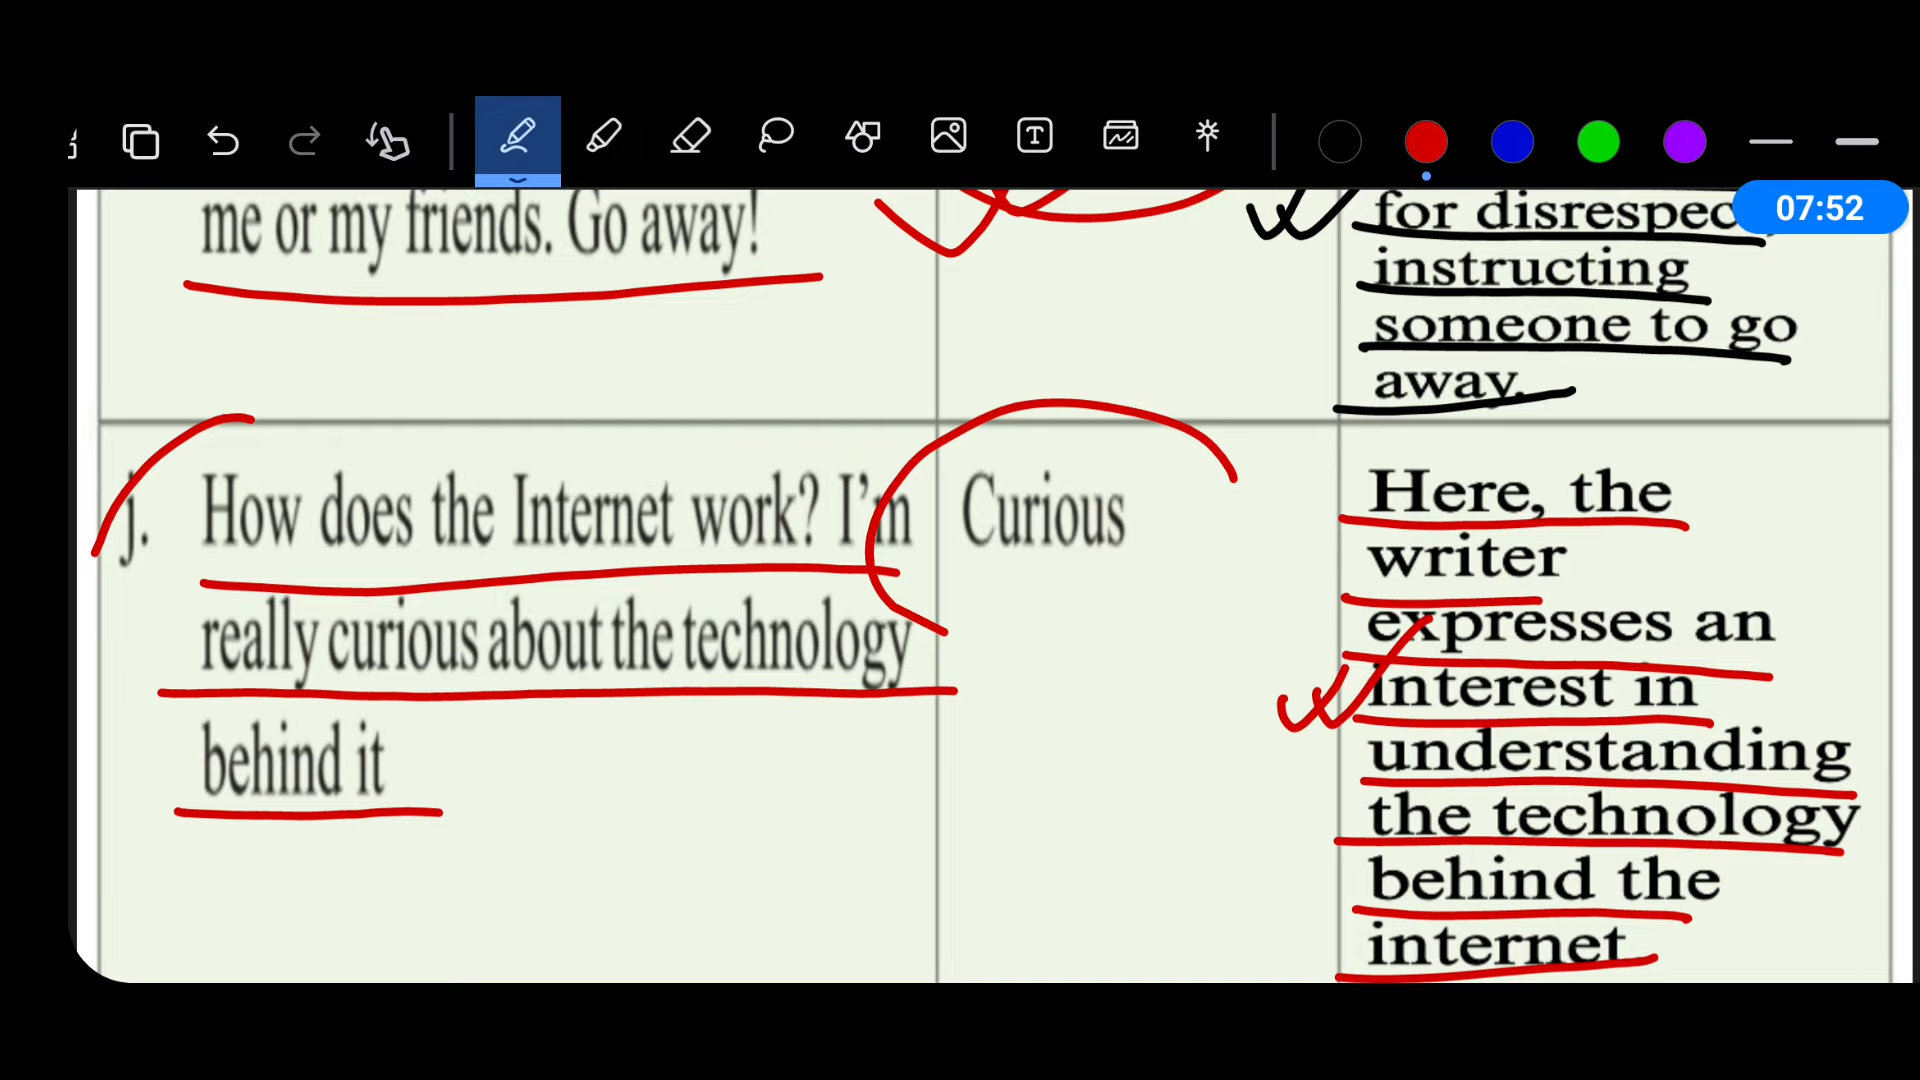 07:52
me or my friends. Go away!
for disrespec
instructing
someone to go
away.
j. How does the Internet work? I'm
really curious about the technology
behind it
Curious
Here, the
writer
expresses an
interest in
understanding
the technology
behind the
internet